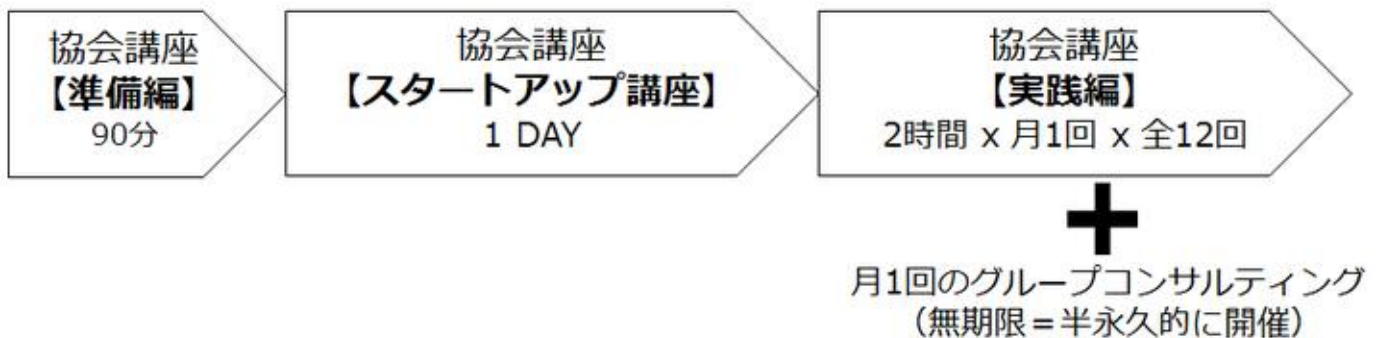 協会講座
【準備編】
90分
協会講座
【スタートアップ講座】
1 DAY
協会講座
【実践編】
2時間 x 月1回 x 全12回
月1回のグループコンサルティング
（無期限＝半永久的に開催）